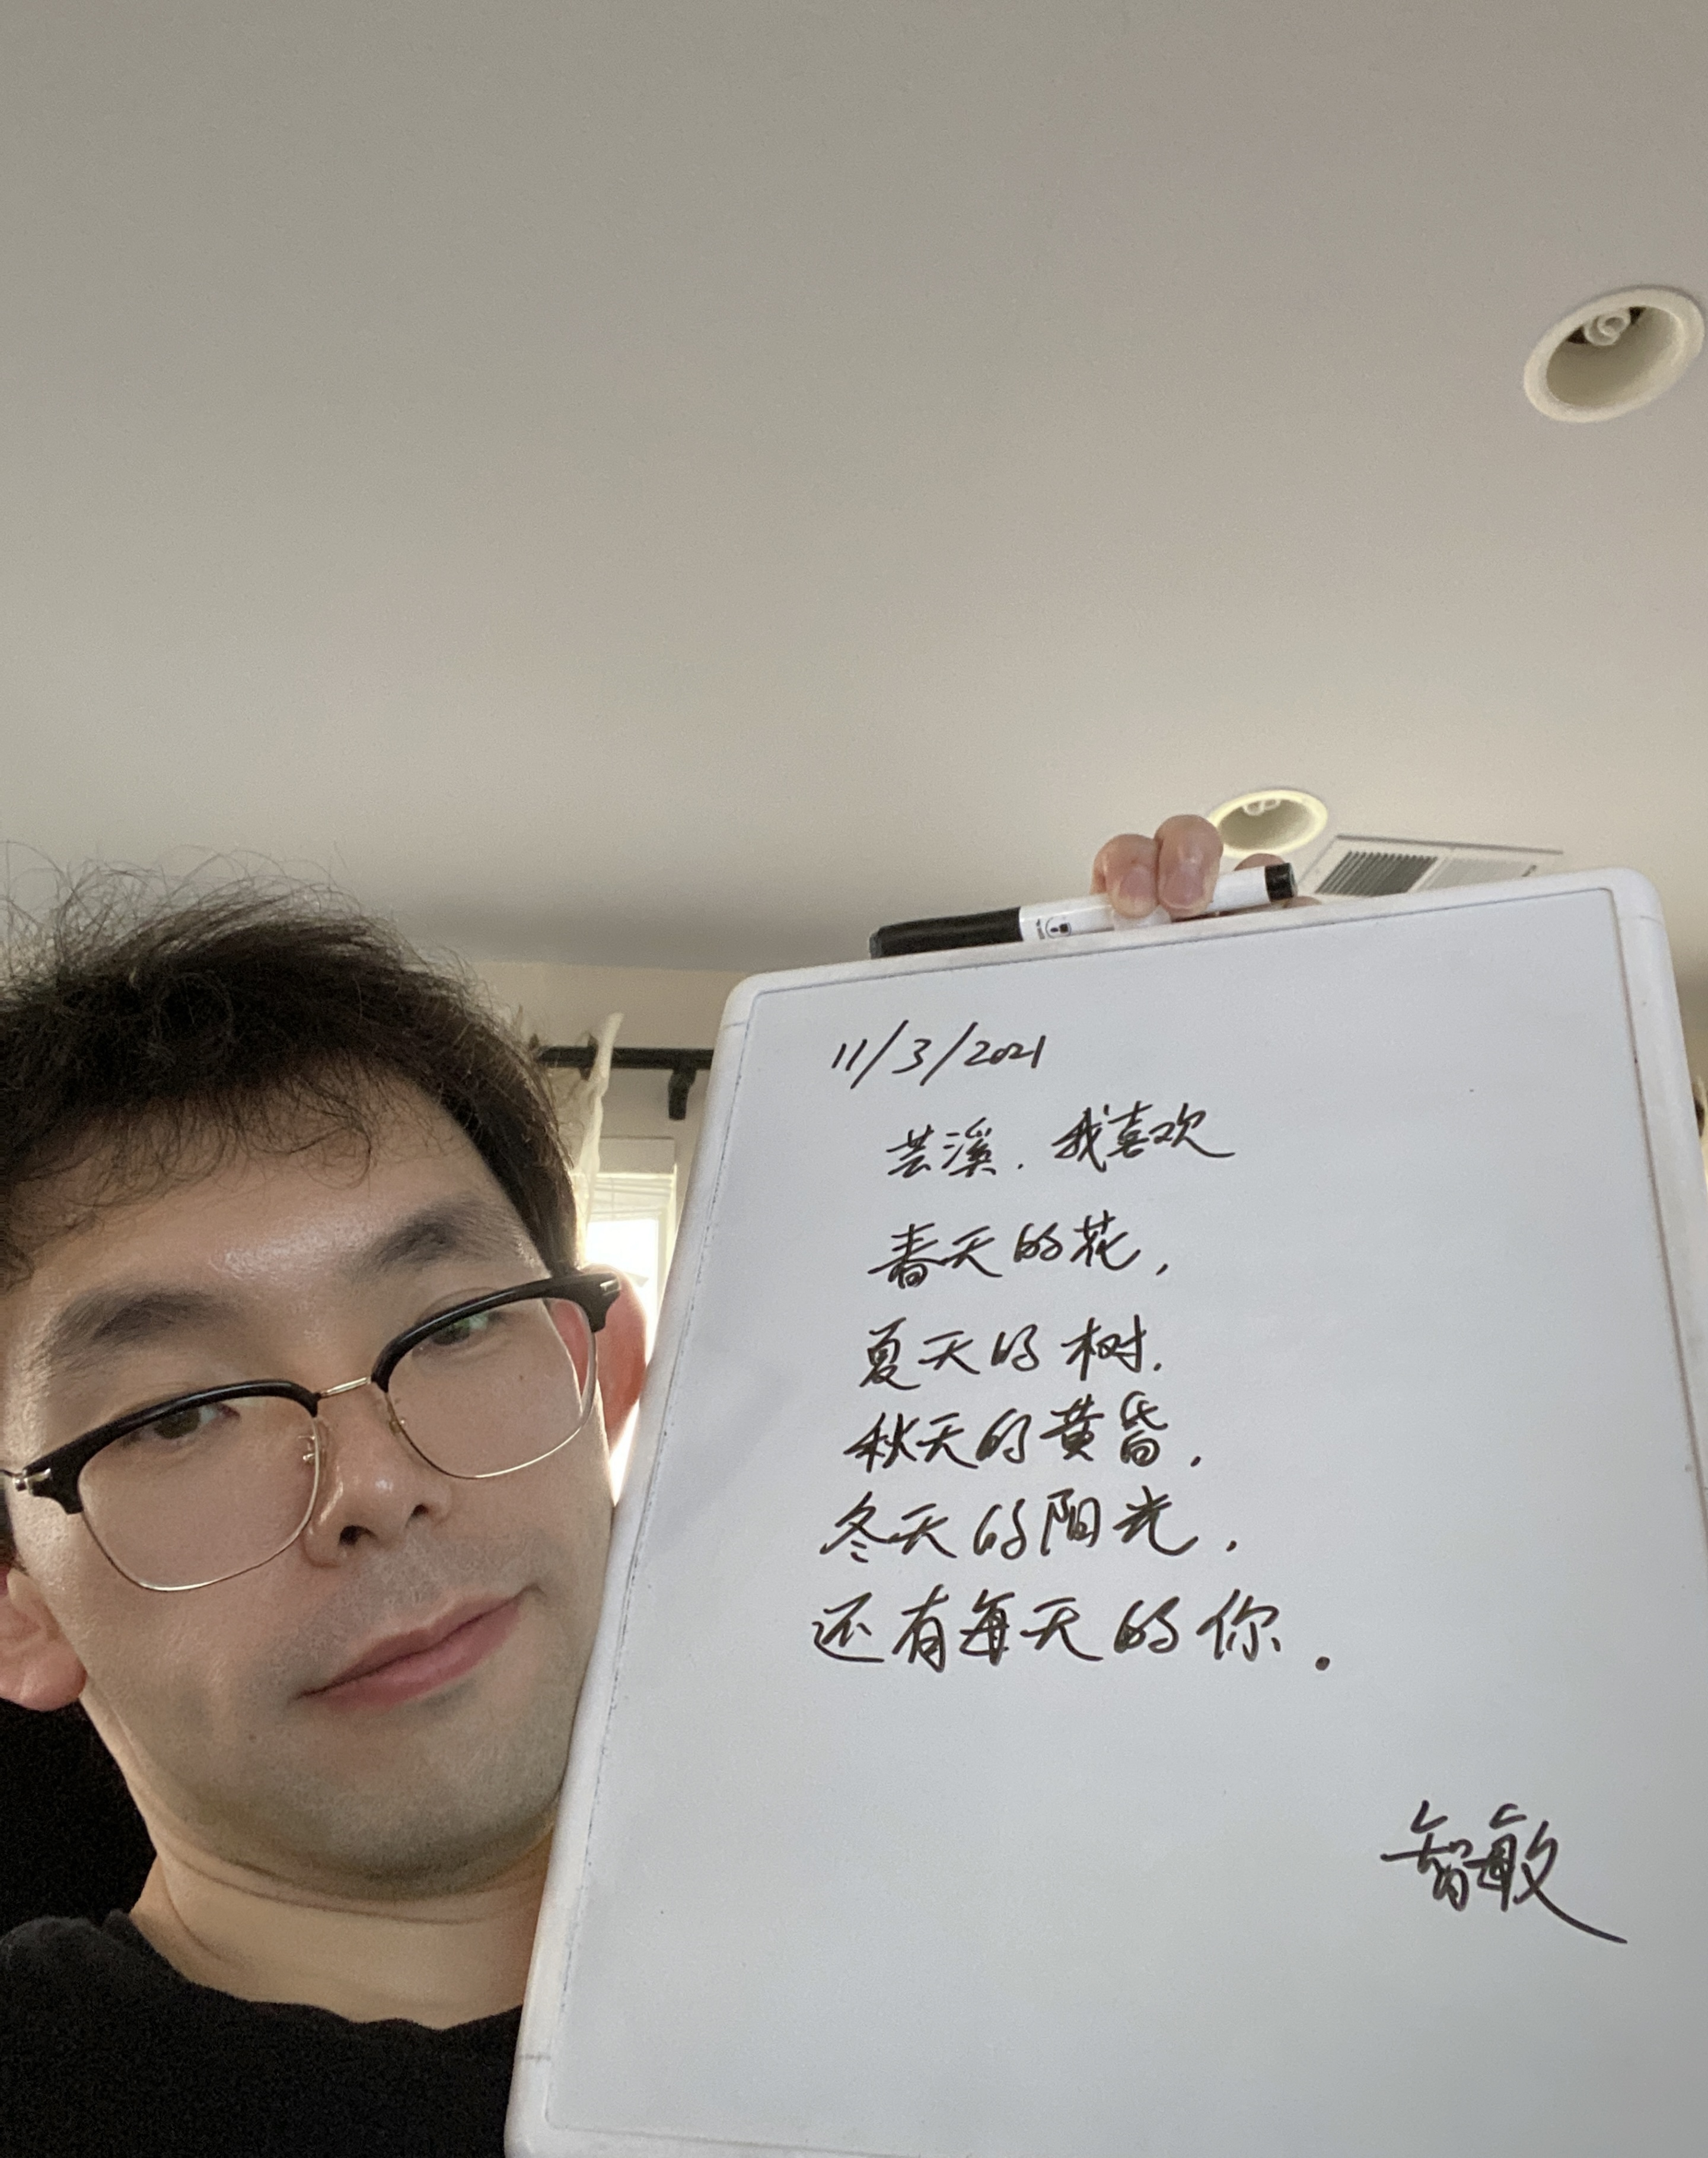 11/3/2021
芸溪,我喜欢
春天的花,
夏天的树,
秋天的黄昏,
冬天的阳光,
还有每天的你.
智敏